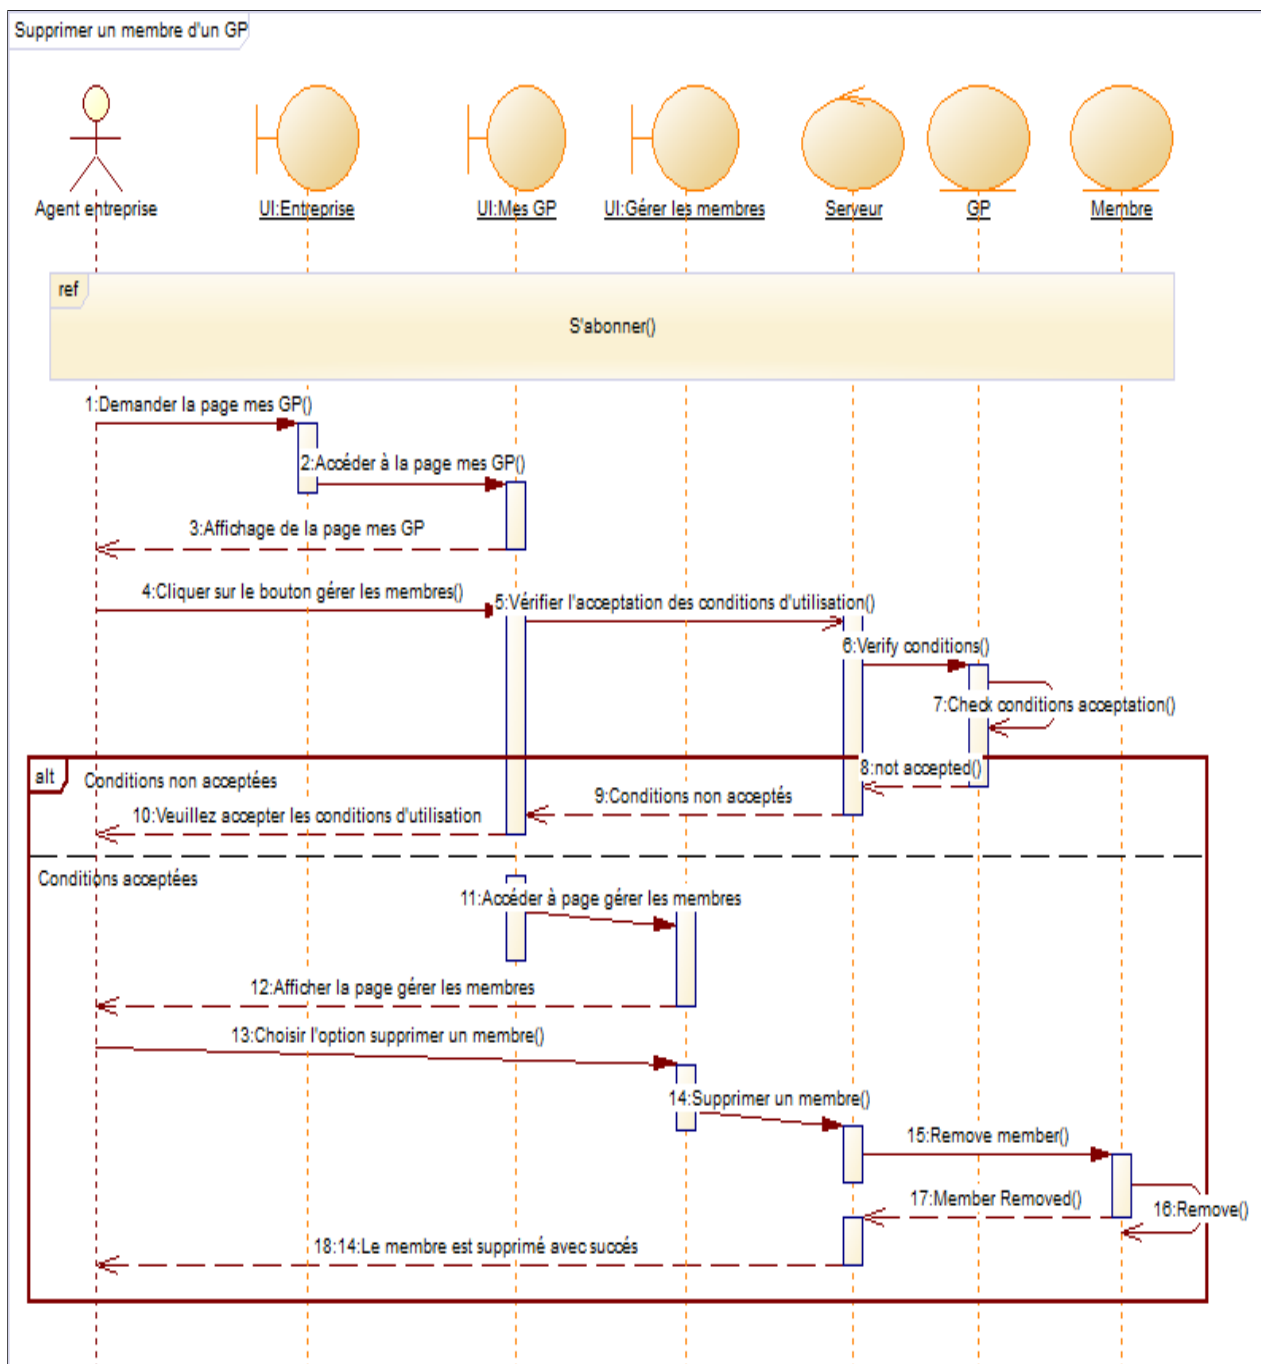 Supprimer un membre d'un GP
Agent entreprise
UI:Entreprise
UI:Mes GP
UI:Gérer les membres
Serveur
GP
Membre
ref
S'abonner()
1:Demander la page mes GP()
2:Accéder à la page mes GP()
3:Affichage de la page mes GP
4:Cliquer sur le bouton gérer les membres()
5:Vérifier l'acceptation des conditions d'utilisation()
6:Verify conditions()
7:Check conditions acceptation()
alt
Conditions non acceptées
8:not accepted()
9:Conditions non acceptés
10:Veuillez accepter les conditions d'utilisation
Conditions acceptées
11:Accéder à page gérer les membres
12:Afficher la page gérer les membres
13:Choisir l'option supprimer un membre()
14:Supprimer un membre()
15:Remove member()
17:Member Removed()
16:Remove()
18:14:Le membre est supprimé avec succés